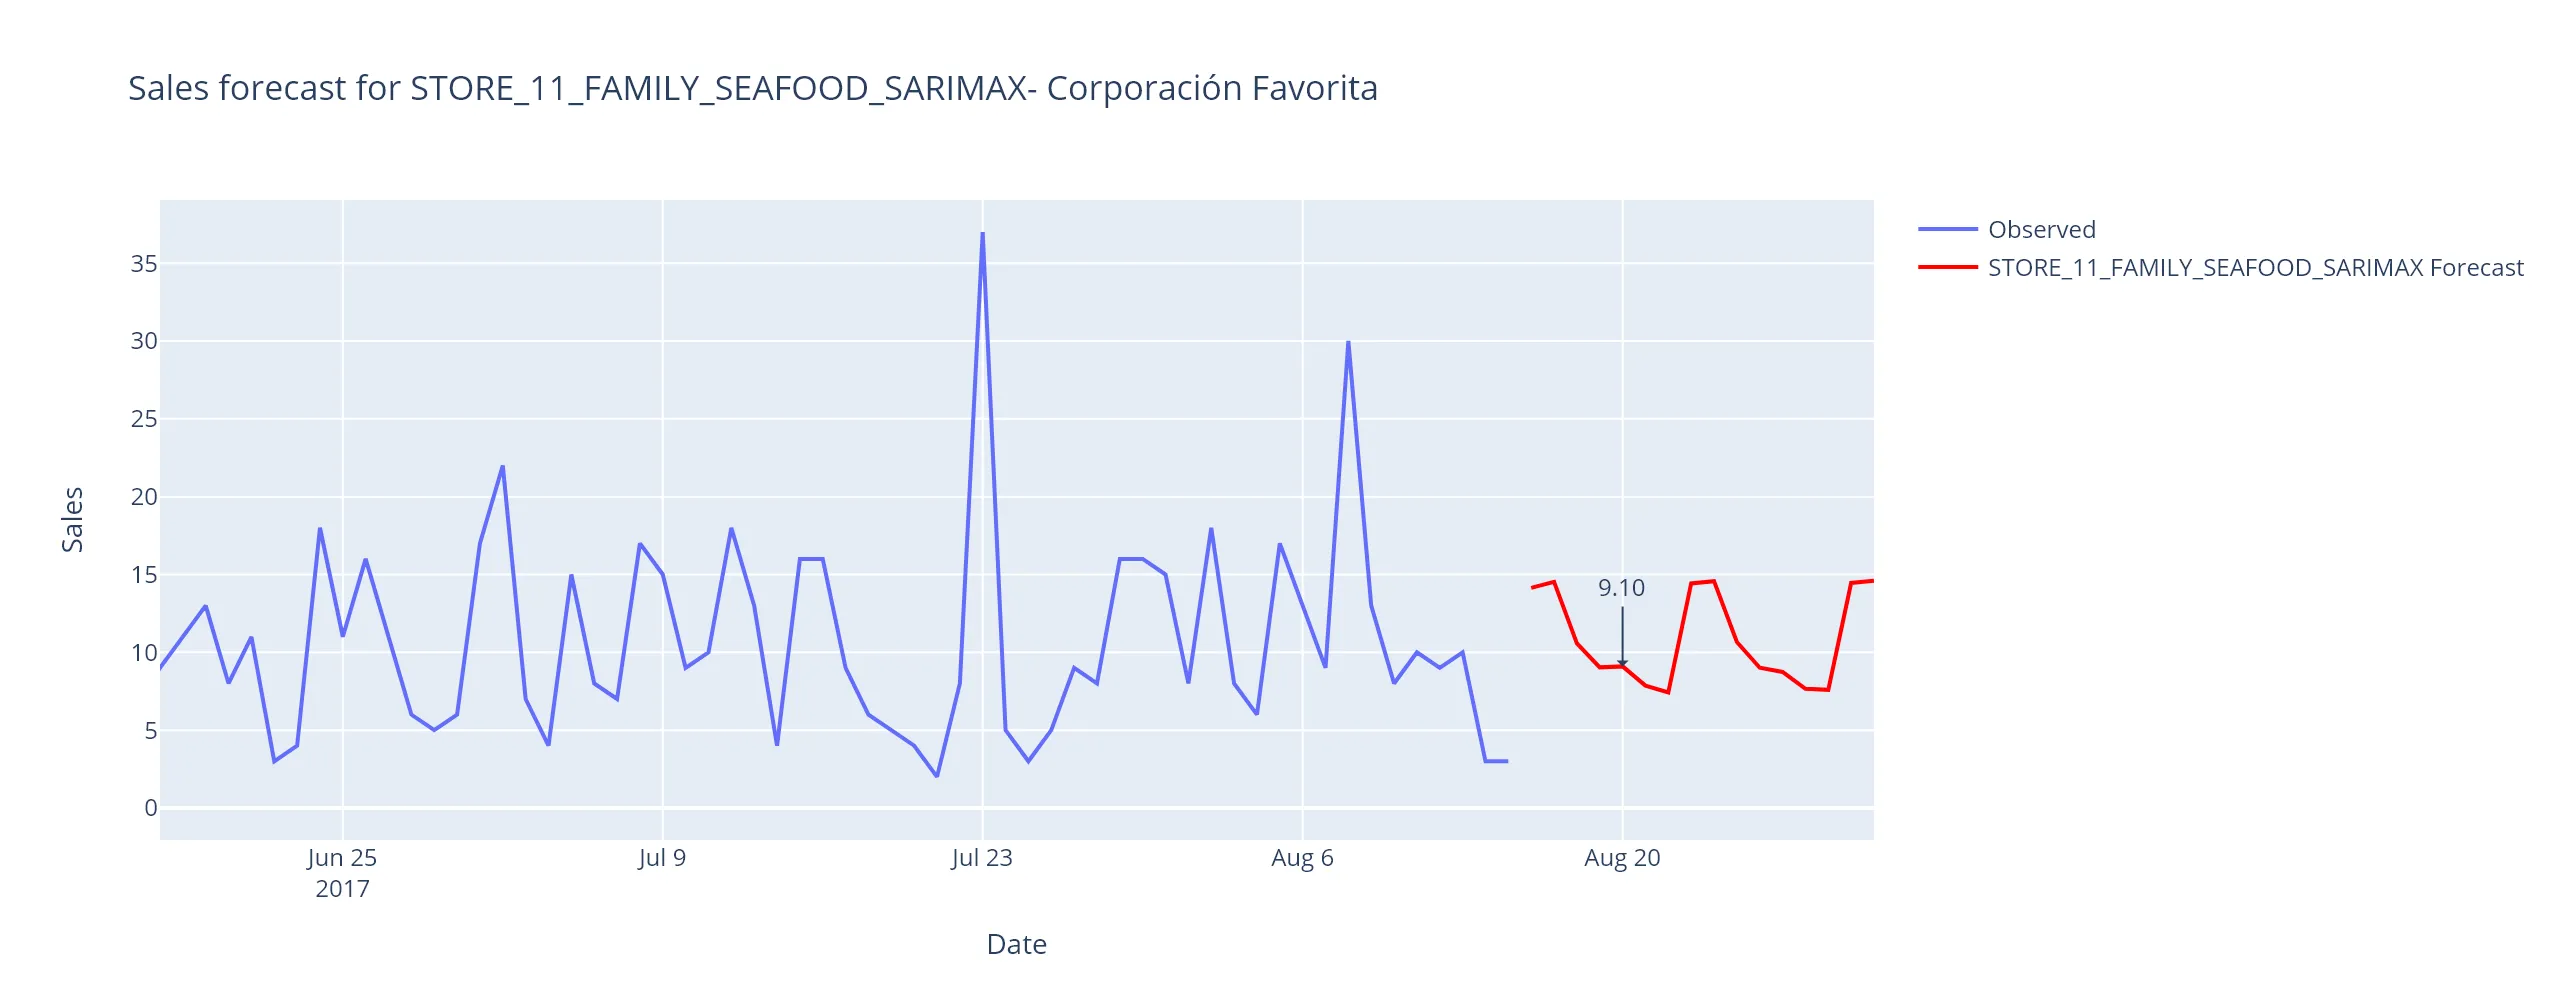 Sales forecast for STORE_11_FAMILY_SEAFOOD_SARIMAX- Corporación Favorita
Observed
STORE_11_FAMILY_SEAFOOD_SARIMAX Forecast
35
30
25
20
15
10
5
0
Sales
9.10
Jun 25
2017
Jul 9
Jul 23
Aug 6
Aug 20
Date